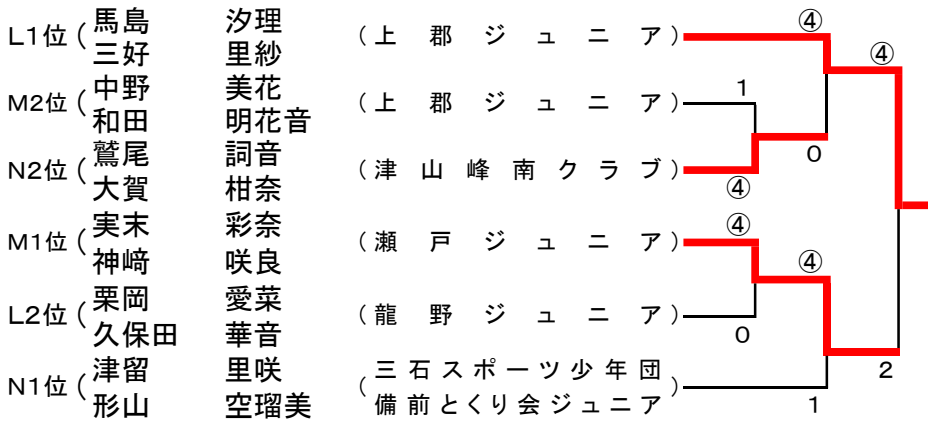 L1位 ( 馬島 汐理 ( 上 郡 ジ ュ ニ ア ) ④ ④
三好 里紗
M2位 ( 中野 美花 ( 上 郡 ジ ュ ニ ア ) 1
和田 明花音
N2位 ( 鷲尾 詞音 ( 津 山 峰 南 ク ラ ブ ) ④ 0
大賀 柑奈
M1位 ( 実末 彩奈 ( 瀬 戸 ジ ュ ニ ア ) ④ ④
神﨑 咲良
L2位 ( 栗岡 愛菜 ( 龍 野 ジ ュ ニ ア ) 0
久保田 華音
N1位 ( 津留 里咲 ( 三石スポーツ少年団 2
形山 空瑠美 備前とくり会ジュニア ) 1